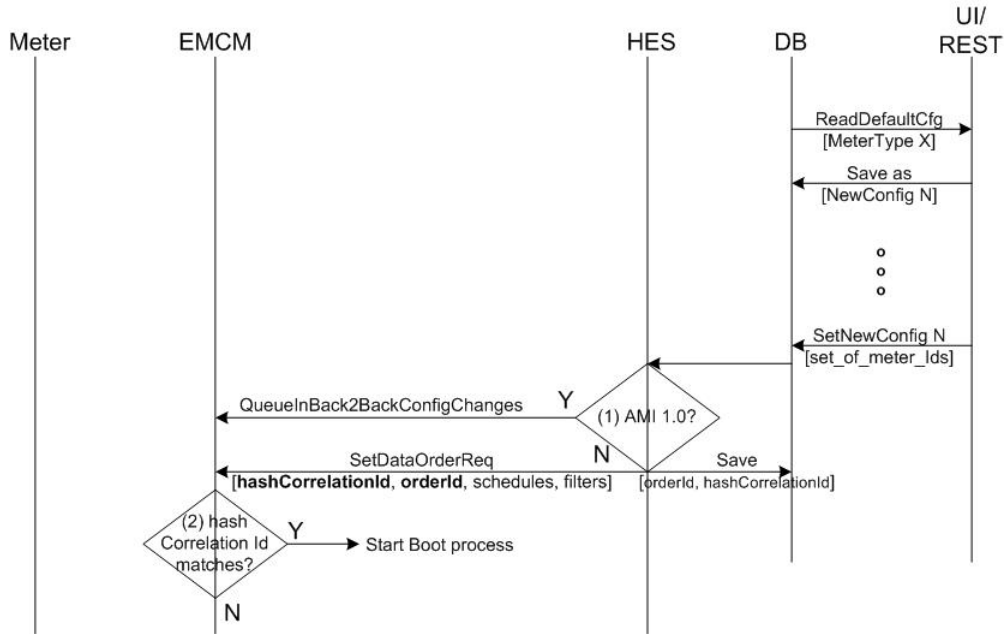 UI/
REST
Meter
EMCM
HES
DB
ReadDefaultCfg
[MeterType X]
Save as
[NewConfig N]
o
o
o
SetNewConfig N
[set_of_meter_Ids]
QueueInBack2BackConfigChanges
Y
(1) AMI 1.0?
N
SetDataOrderReq
[hashCorrelationId, orderId, schedules, filters]
Save
[orderId, hashCorrelationId]
(2) hash
Correlation Id
matches?
Y
Start Boot process
N